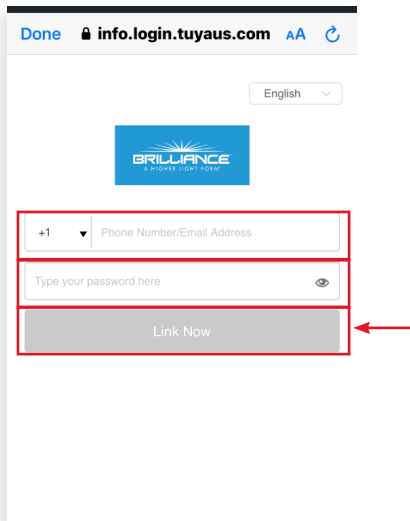 Done info.login.tuyaus.com AA
English
BRILLIANCE
A HIGHER LIGHT FORM
+1 Phone Number/Email Address
Type your password here
Link Now